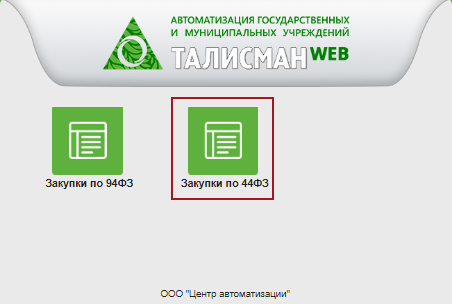 АВТОМАТИЗАЦИЯ ГОСУДАРСТВЕННЫХ
И МУНИЦИПАЛЬНЫХ УЧРЕЖДЕНИЙ
ТАЛИСМАН WEB
Закупки по 94ФЗ
Закупки по 44ФЗ
ООО "Центр автоматизации"